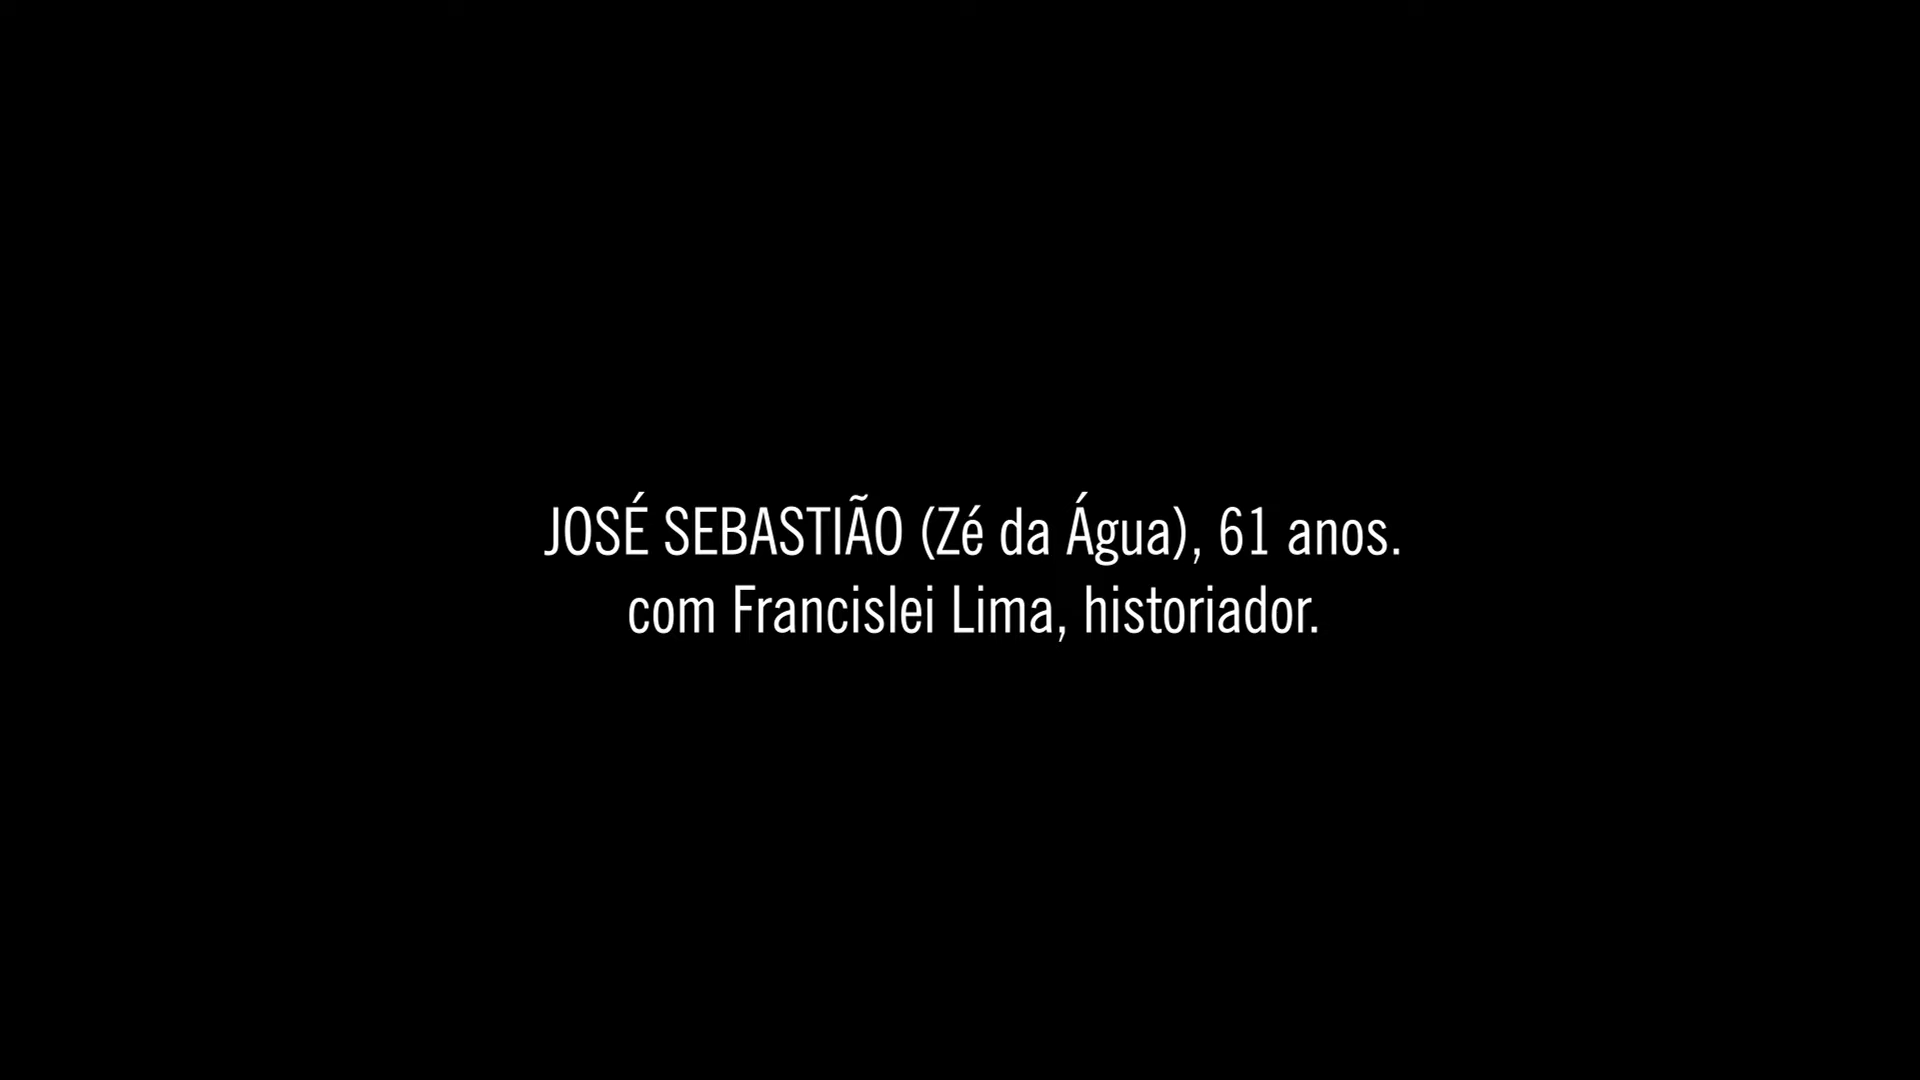 JOSÉ SEBASTIÃO (Zé da Água), 61 anos.
com Francislei Lima, historiador.